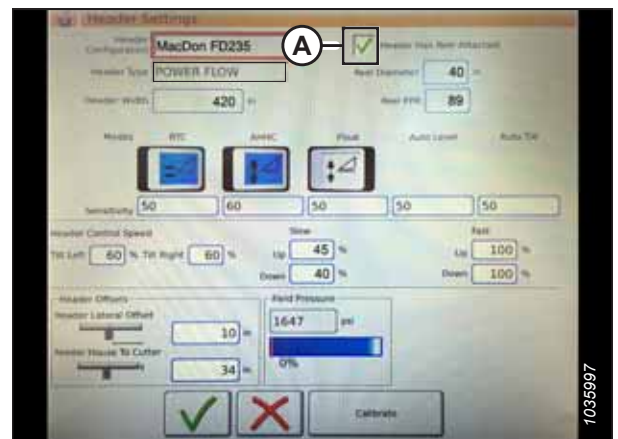 Header Settings
Header Configuration MacDon FD235 A Header Has Reel Attached
Header Type POWER FLOW Reel Diameter 40 in
Header Width 420 in Reel PPR 89
Modes RTC AHHC Float Auto Level Auto Tilt
Sensitivity 50 60 50 50 50
Header Control Speed Slow Fast
Tilt Left 60 % Tilt Right 60 % Up 45 % Up 100 %
Down 40 % Down 100 %
Header Offsets Field Pressure
Header Lateral Offset 1647 psi
10 in
Feeder House To Cutter 0%
34 in
Calibrate
1035997